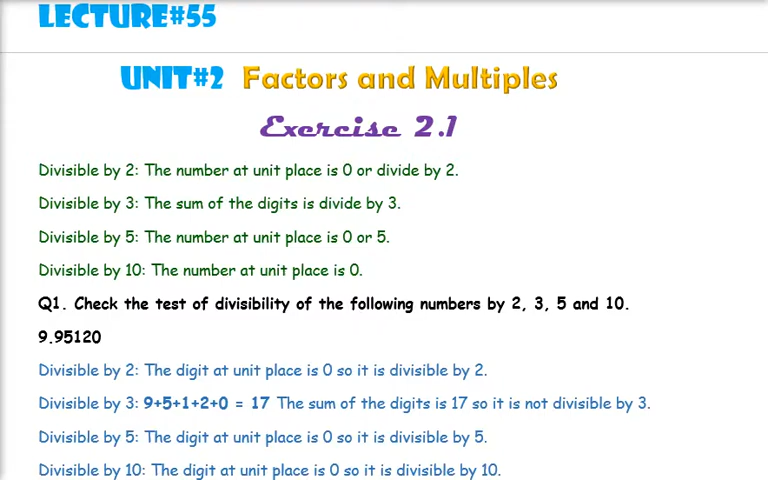 LECTURE#55
UNIT#2 Factors and Multiples
Exercise 2.1
Divisible by 2: The number at unit place is 0 or divide by 2.
Divisible by 3: The sum of the digits is divide by 3.
Divisible by 5: The number at unit place is 0 or 5.
Divisible by 10: The number at unit place is 0.
Q1. Check the test of divisibility of the following numbers by 2, 3, 5 and 10.
9.95120
Divisible by 2: The digit at unit place is 0 so it is divisible by 2.
Divisible by 3: 9+5+1+2+0 = 17 The sum of the digits is 17 so it is not divisible by 3.
Divisible by 5: The digit at unit place is 0 so it is divisible by 5.
Divisible by 10: The digit at unit place is 0 so it is divisible by 10.